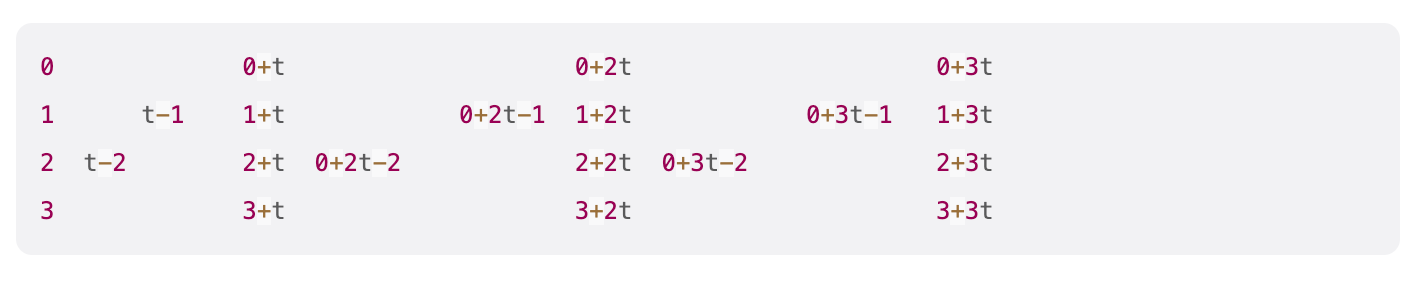 0             0+t                    0+2t                     0+3t
1      t-1    1+t            0+2t-1  1+2t            0+3t-1   1+3t
2  t-2        2+t  0+2t-2            2+2t  0+3t-2             2+3t
3             3+t                    3+2t                     3+3t